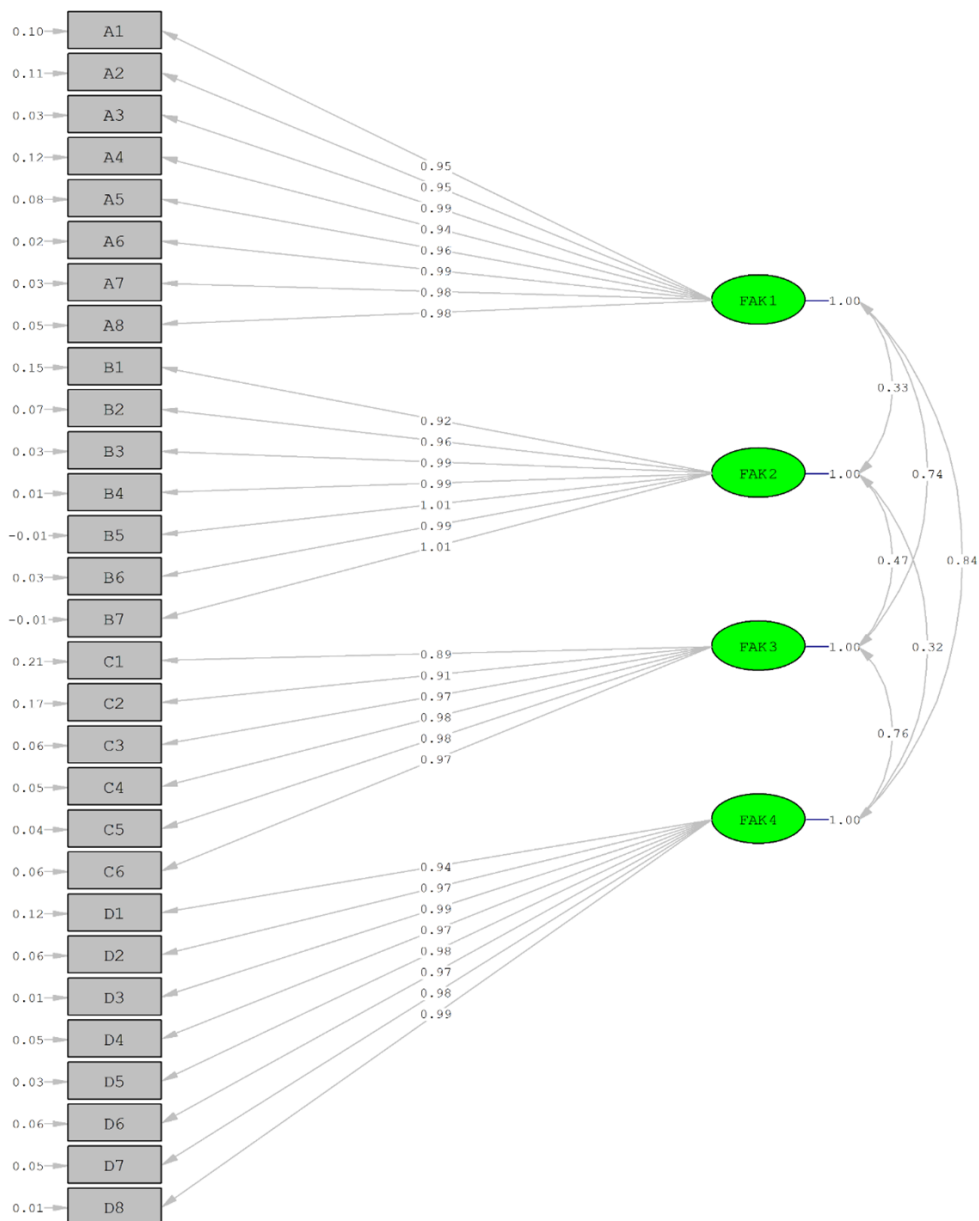 0.10 A1
0.11 A2
0.03 A3
0.12 A4
0.95
0.08 A5
0.95
0.99
0.94
0.02 A6
0.96
0.99
0.03 A7
0.98
FAK1 1.00
0.05 A8
0.98
0.15 B1
0.33
0.07 B2
0.92
0.96
0.03 B3
0.99
FAK2 1.00
0.74
0.01 B4
0.99
1.01
-0.01 B5
0.99
1.01
0.47
0.84
0.03 B6
-0.01 B7
0.21 C1
0.89
FAK3 1.00
0.32
0.91
0.17 C2
0.97
0.98
0.06 C3
0.98
0.76
0.97
0.05 C4
0.04 C5
FAK4 1.00
0.06 C6
0.94
0.97
0.12 D1
0.99
0.97
0.06 D2
0.98
0.97
0.01 D3
0.98
0.99
0.05 D4
0.03 D5
0.06 D6
0.05 D7
0.01 D8